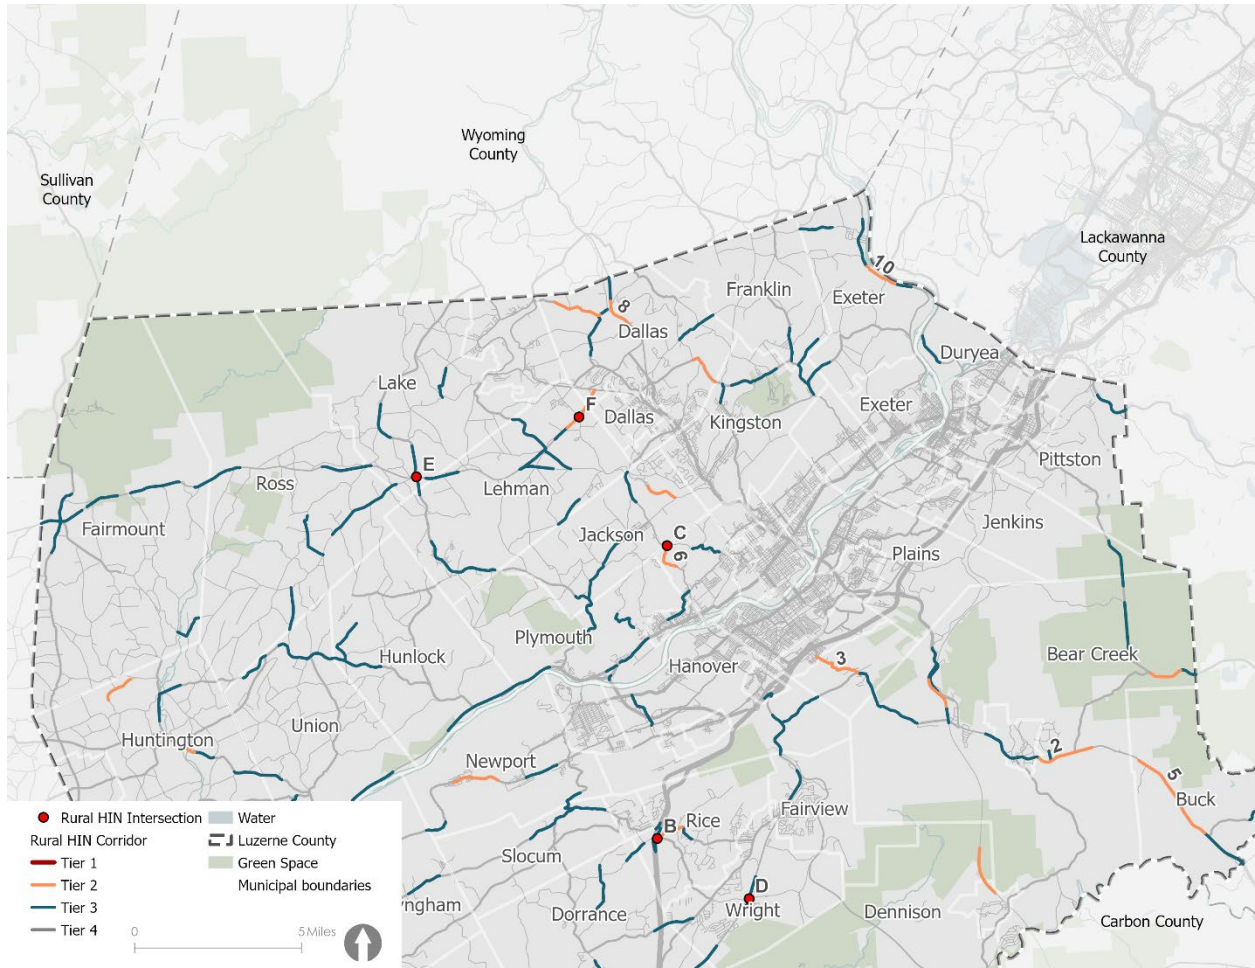 Wyoming
County
Sullivan
County
Lackawanna
County
10
Franklin
Exeter
8
Dallas
Duryea
Lake
F
Dallas
Exeter
Kingston
E
Pittston
Ross
Lehman
Fairmount
Jenkins
Jackson
C
6
Plains
Plymouth
Hunlock
Hanover
3
Bear Creek
Union
Huntington
2
Newport
5
Buck
Fairview
B
Rice
Slocum
D
yngham
Dorrance
Wright
Dennison
Carbon County
Rural HIN Intersection
Water
Rural HIN Corridor
Luzerne County
Tier 1
Green Space
Tier 2
Municipal boundaries
Tier 3
Tier 4
0
5 Miles